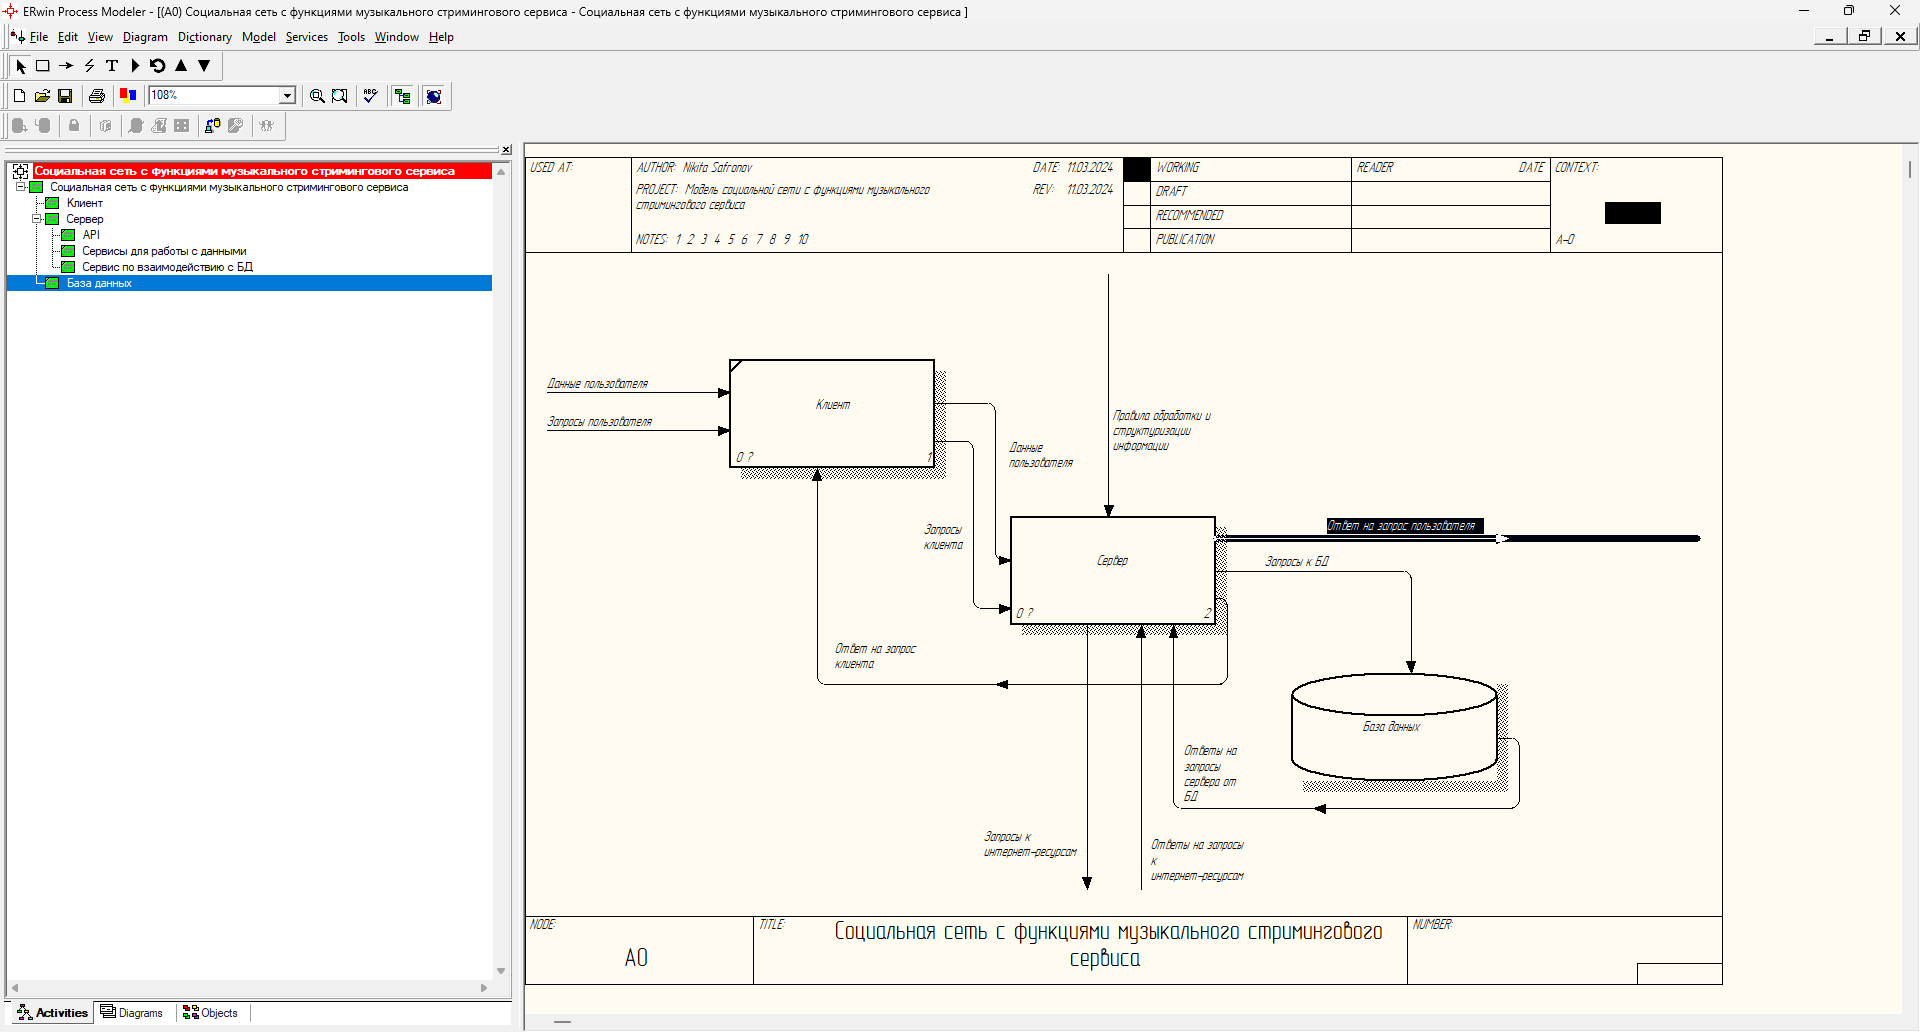 ERwin Process Modeler - [(A0) Социальная сеть с функциями музыкального стримингового сервиса - Социальная сеть с функциями музыкального стримингового сервиса ]
File Edit View Diagram Dictionary Model Services Tools Window Help
108%
ABC
Социальная сеть с функциями музыкального стримингового сервиса
Социальная сеть с функциями музыкального стримингового сервиса
Клиент
Сервер
API
Сервисы для работы с данными
Сервис по взаимодействию с БД
База данных
Activities Diagrams Objects
USED AT:
AUTHOR: Nikita Safronov
DATE: 11.03.2024
PROJECT: Модель социальной сети с функциями музыкального
стримингового сервиса
REV: 11.03.2024
NOTES: 1 2 3 4 5 6 7 8 9 10
WORKING
DRAFT
RECOMMENDED
PUBLICATION
READER DATE
CONTEXT:
A-0
Данные пользователя
Запросы пользователя
Клиент
0 ? 1
Данные
пользователя
Правила обработки и
структуризации
информации
Запросы
клиента
Ответ на запрос пользователя
Сервер
0 ? 2
Запросы к БД
Ответ на запрос
клиента
База данных
Ответы на
запросы
сервера от
БД
Запросы к
интернет-ресурсам
Ответы на запросы
к
интернет-ресурсам
NODE:
A0
TITLE:
Социальная сеть с функциями музыкального стримингового
сервиса
NUMBER: